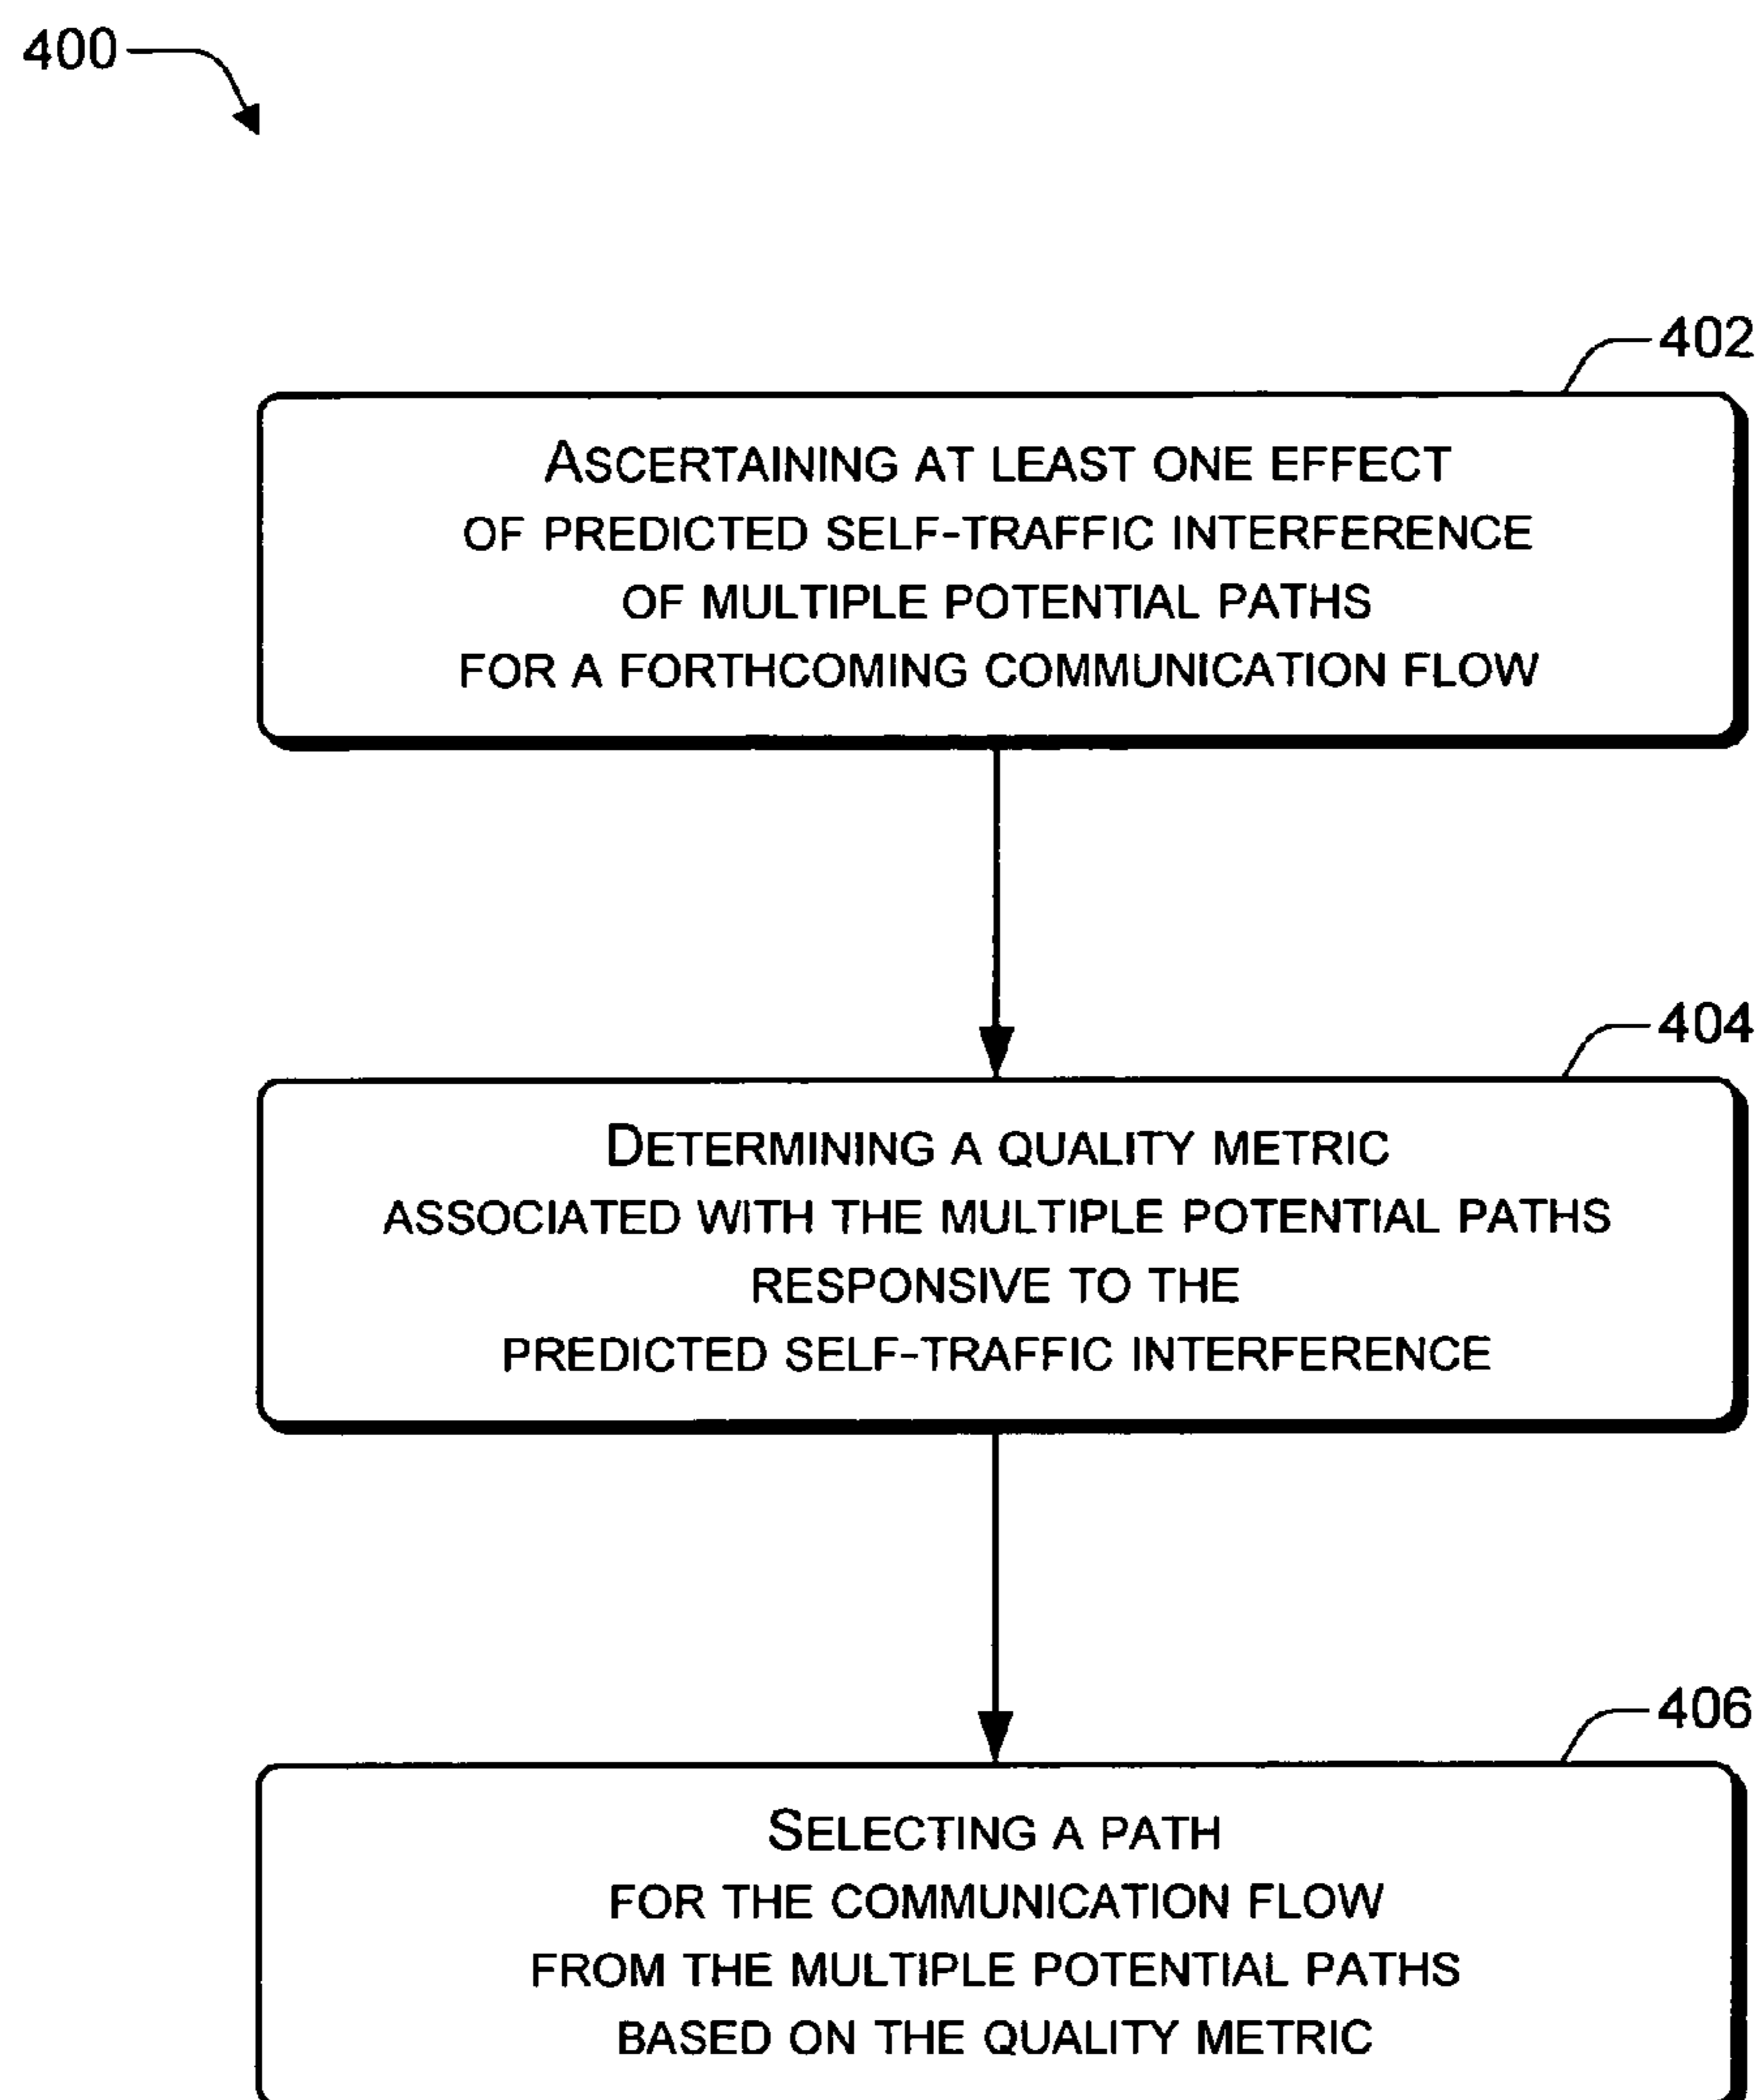 400
402
ASCERTAINING AT LEAST ONE EFFECT
OF PREDICTED SELF-TRAFFIC INTERFERENCE
OF MULTIPLE POTENTIAL PATHS
FOR A FORTHCOMING COMMUNICATION FLOW
404
DETERMINING A QUALITY METRIC
ASSOCIATED WITH THE MULTIPLE POTENTIAL PATHS
RESPONSIVE TO THE
PREDICTED SELF-TRAFFIC INTERFERENCE
406
SELECTING A PATH
FOR THE COMMUNICATION FLOW
FROM THE MULTIPLE POTENTIAL PATHS
BASED ON THE QUALITY METRIC